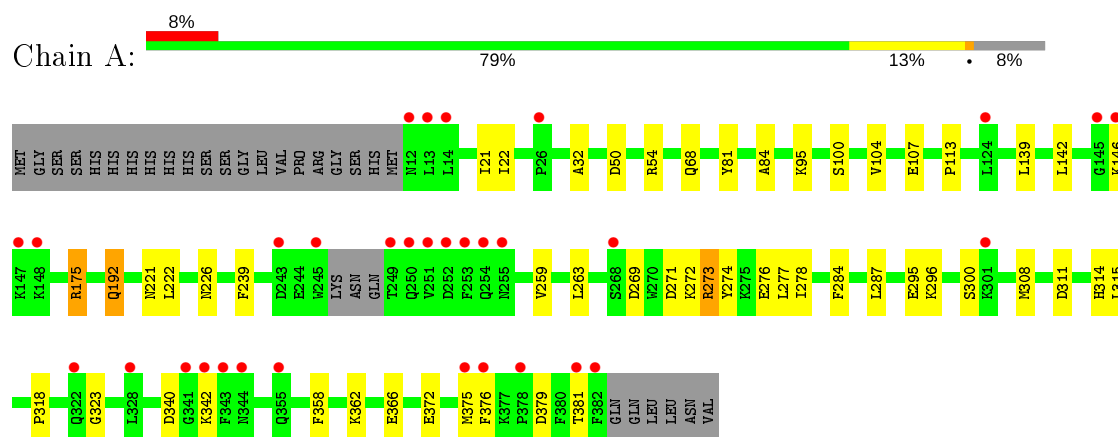 8%
Chain A:
79% 13% • 8%
MET GLY SER SER HIS HIS HIS HIS HIS HIS SER SER GLY LEU VAL PRO ARG GLY SER HIS MET N12 L13 L14 I21 I22 P26 A32 D50 R54 Q68 Y81 A84 K95 S100 V104 E107 P113 L124 L139 L142 G145 K146
K147 K148 R175 Q192 N221 L222 N226 F239 D243 E244 W245 LYS ASN GLN T249 Q250 V251 D252 F253 Q254 N255 V259 L263 S268 D269 W270 D271 K272 R273 Y274 K275 E276 L277 I278 F284 L287 E295 K296 S300 K301 M308 D311 H314 L315
P318 Q322 G323 L328 D340 G341 K342 F343 N344 Q355 F358 K362 E366 E372 M375 F376 K377 P378 D379 F380 T381 F382 GLN GLN LEU LEU ASN VAL